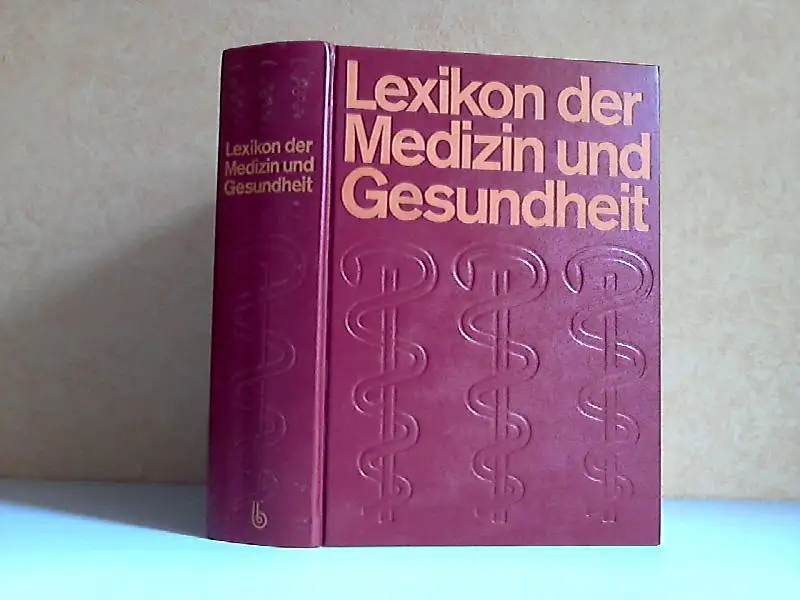 Lexikon der
Medizin und
Gesundheit
Lexikon der
Medizin und
Gesundheit
b